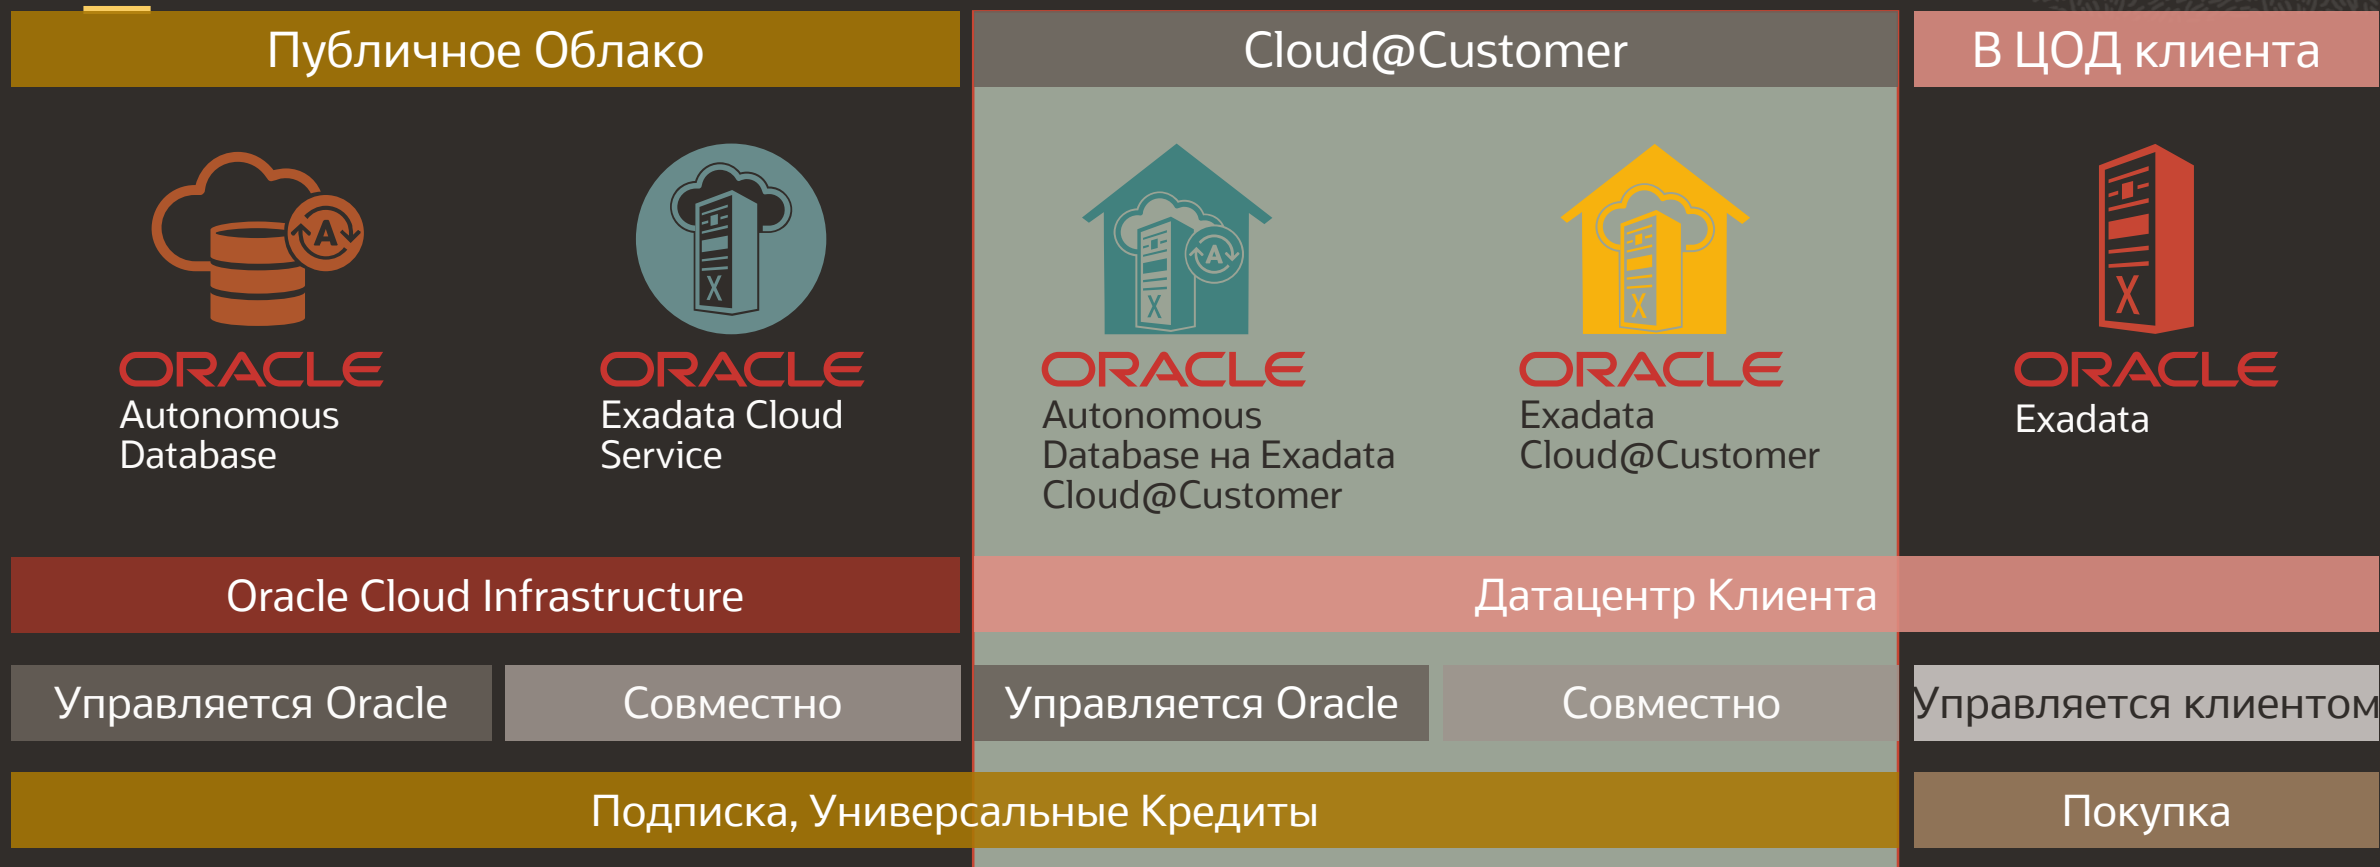 Публичное Облако
Cloud@Customer
В ЦОД клиента
A
X
ORACLE
Autonomous
Database
ORACLE
Exadata Cloud
Service
A
X
ORACLE
Autonomous
Database на Exadata
Cloud@Customer
X
ORACLE
Exadata
Cloud@Customer
X
ORACLE
Exadata
Oracle Cloud Infrastructure
Датацентр Клиента
Управляется Oracle
Совместно
Управляется Oracle
Совместно
Управляется клиентом
Подписка, Универсальные Кредиты
Покупка